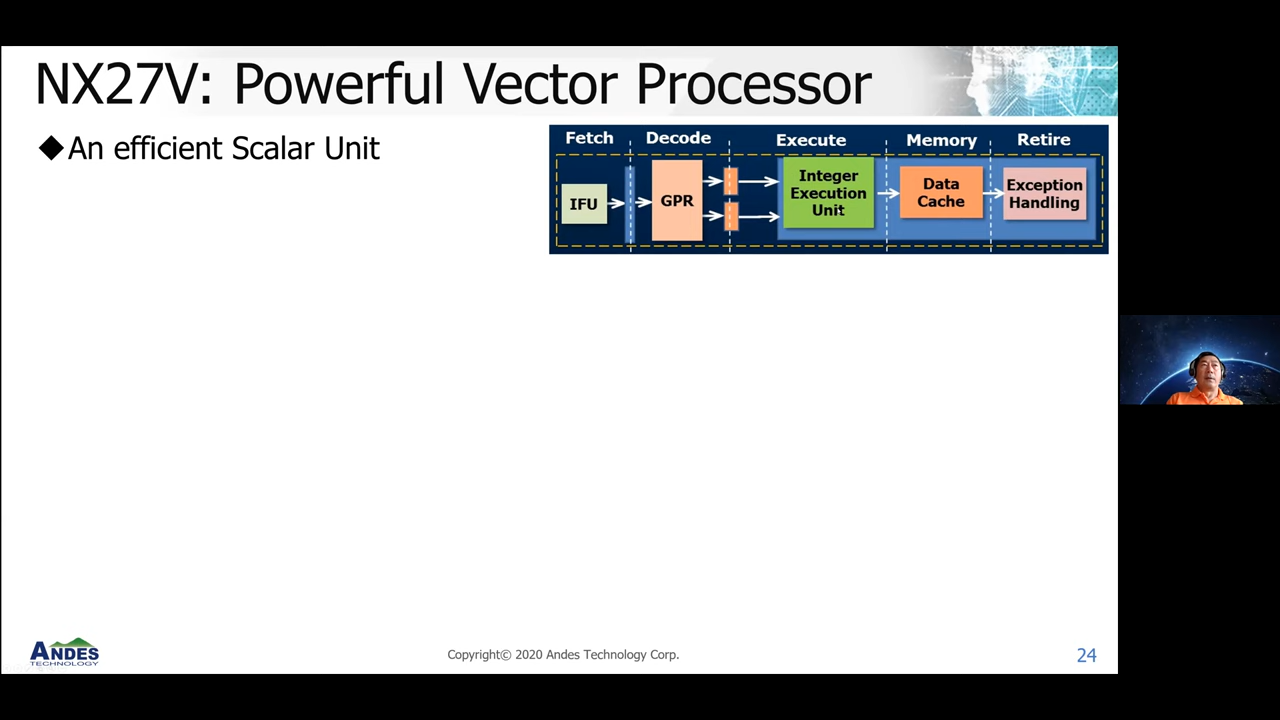 NX27V: Powerful Vector Processor
◆An efficient Scalar Unit
Fetch
Decode
Execute
Memory
Retire
IFU
GPR
Integer
Execution
Unit
Data
Cache
Exception
Handling
ANDES
TECHNOLOGY
Copyright© 2020 Andes Technology Corp.
24